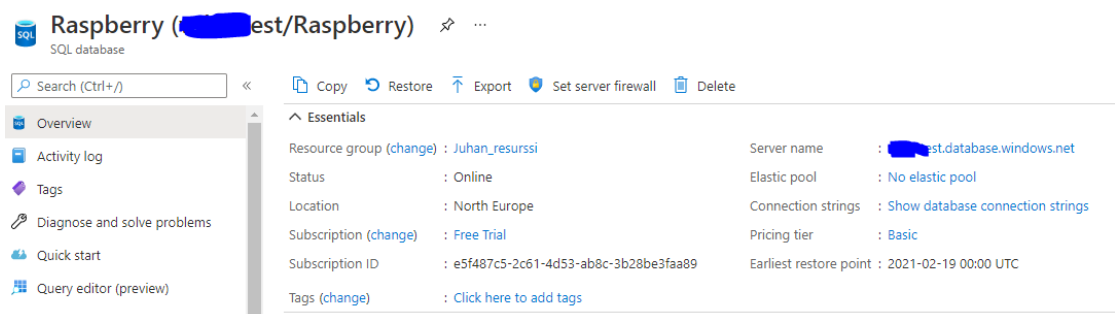 Raspberry ( est/Raspberry) ...
SQL database
Search (Ctrl+/) «
Copy Restore Export Set server firewall Delete
Overview
Activity log
Tags
Diagnose and solve problems
Quick start
Query editor (preview)
Essentials
Resource group (change) : Juhan_resurssi
Status : Online
Location : North Europe
Subscription (change) : Free Trial
Subscription ID : e5f487c5-2c61-4d53-ab8c-3b28be3faa89
Tags (change) : Click here to add tags
Server name : est.database.windows.net
Elastic pool : No elastic pool
Connection strings : Show database connection strings
Pricing tier : Basic
Earliest restore point : 2021-02-19 00:00 UTC